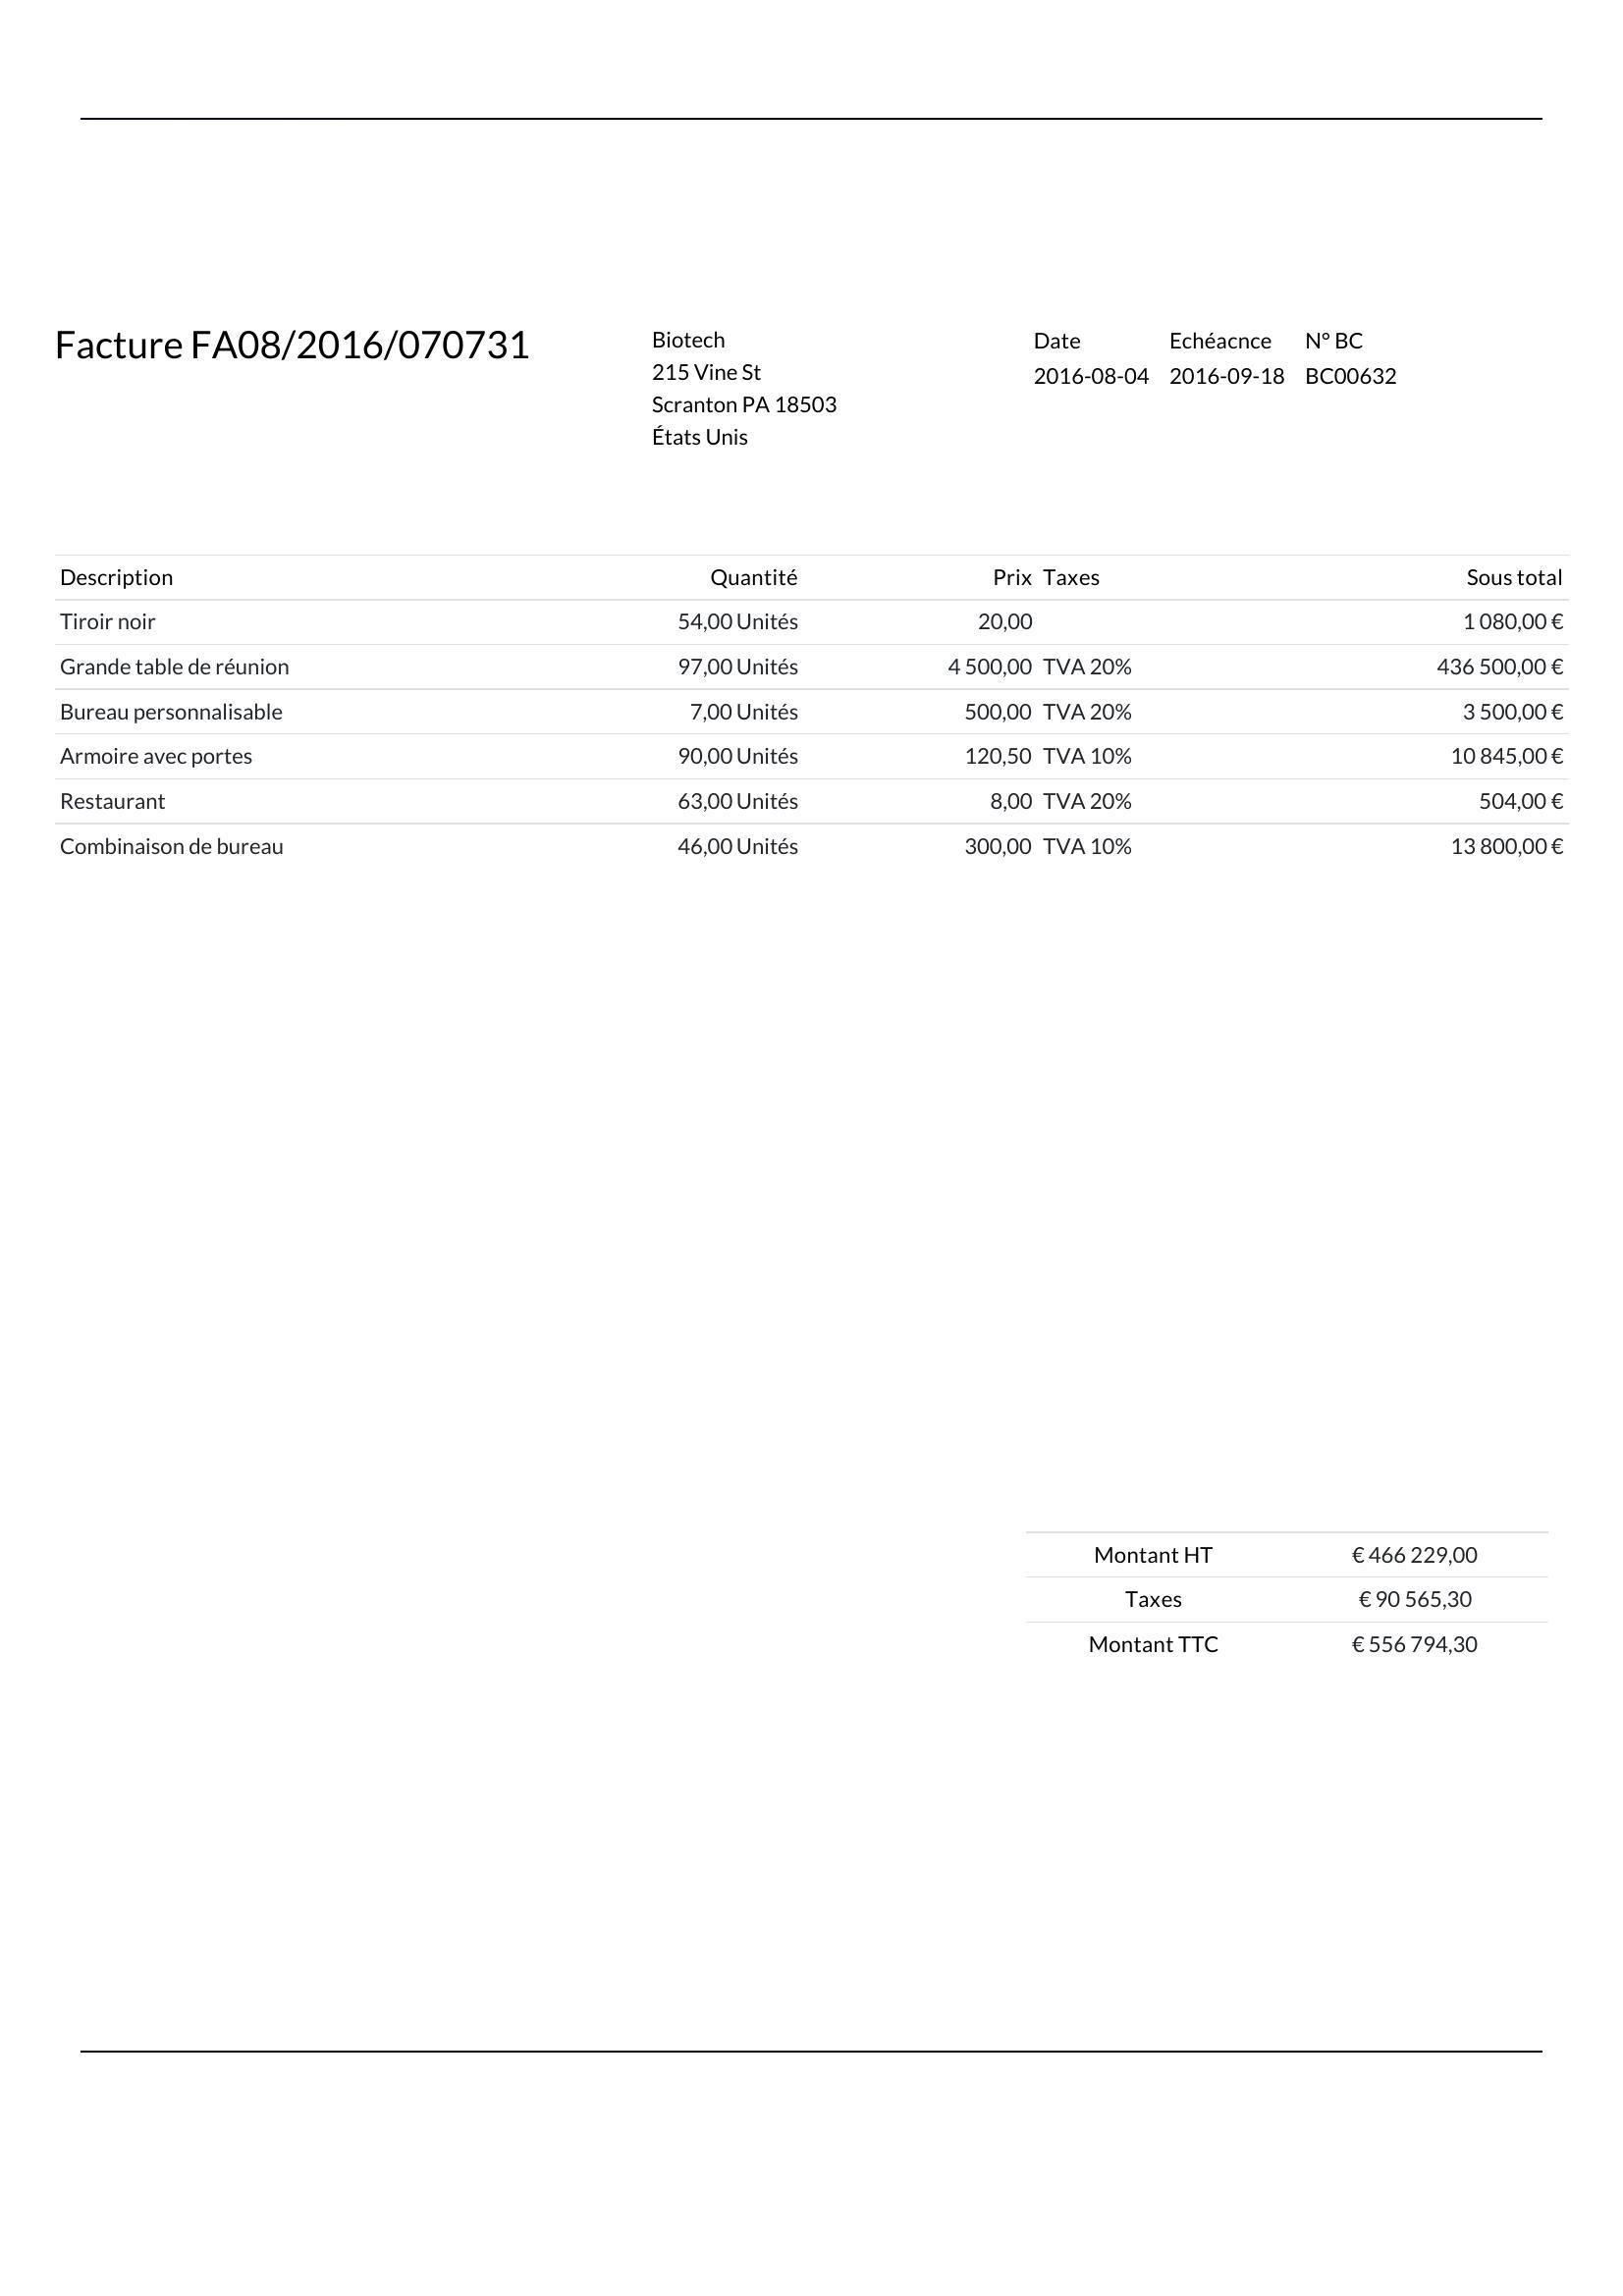 Facture FA08/2016/070731
Biotech
215 Vine St
Scranton PA 18503
États Unis
Date Echéacnce N° BC
2016-08-04 2016-09-18 BC00632
Description Quantité Prix Taxes Sous total
Tiroir noir 54,00 Unités 20,00 1 080,00 €
Grande table de réunion 97,00 Unités 4 500,00 TVA 20% 436 500,00 €
Bureau personnalisable 7,00 Unités 500,00 TVA 20% 3 500,00 €
Armoire avec portes 90,00 Unités 120,50 TVA 10% 10 845,00 €
Restaurant 63,00 Unités 8,00 TVA 20% 504,00 €
Combinaison de bureau 46,00 Unités 300,00 TVA 10% 13 800,00 €
Montant HT € 466 229,00
Taxes € 90 565,30
Montant TTC € 556 794,30